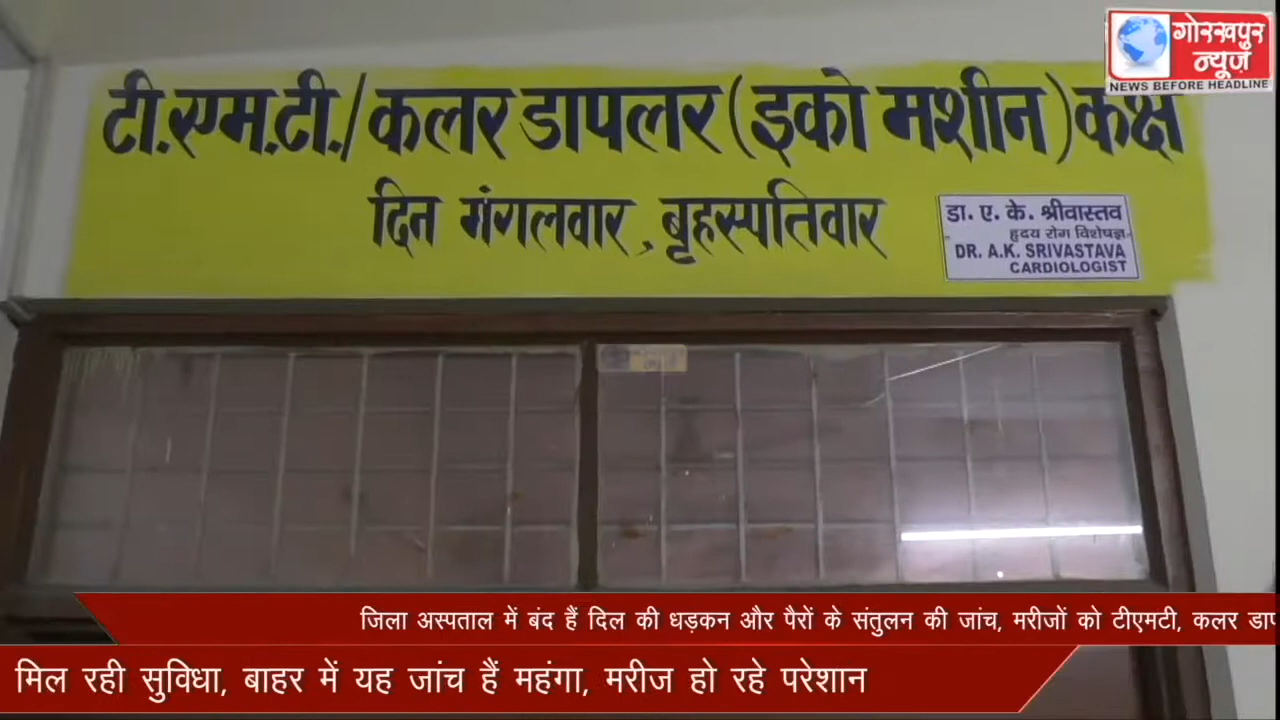 गोरखपुर
न्यूज़
NEWS BEFORE HEADLINE
टी.एम.टी./कलर डापलर (इको मशीन) कक्ष
दिन मंगलवार, बृहस्पतिवार
डा. ए. के. श्रीवास्तव
हृदय रोग विशेषज्ञ
DR. A.K. SRIVASTAVA
CARDIOLOGIST
जिला अस्पताल में बंद हैं दिल की धड़कन और पैरों के संतुलन की जांच, मरीजों को टीएमटी, कलर
मिल रही सुविधा, बाहर में यह जांच हैं महंगा, मरीज हो रहे परेशान